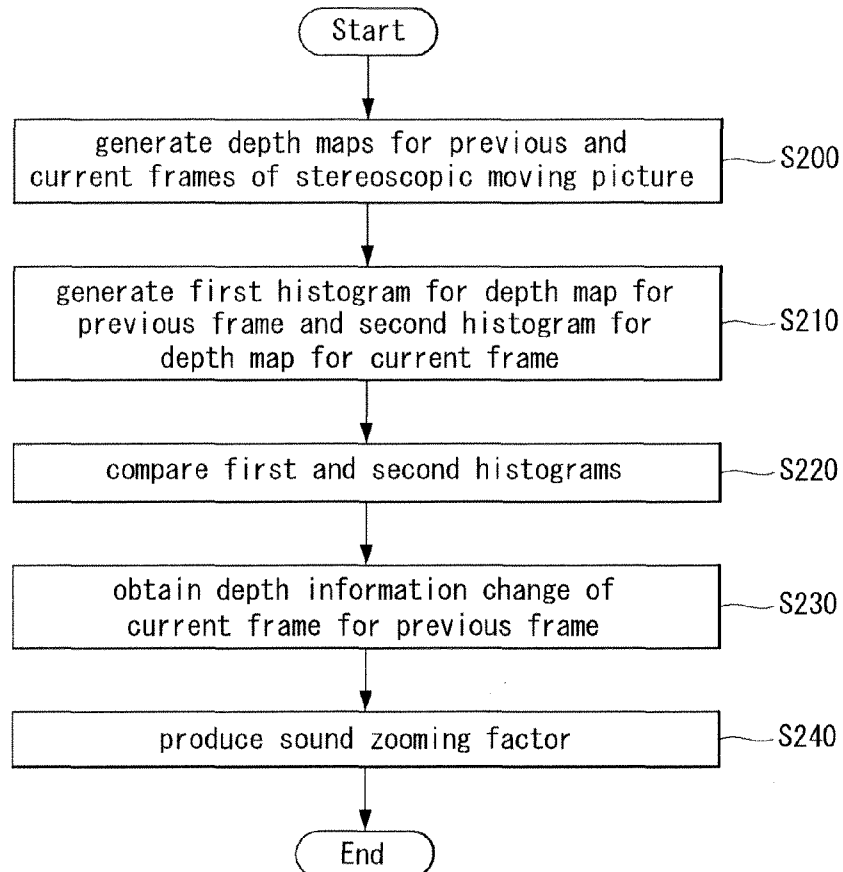 Start
generate depth maps for previous and
current frames of stereoscopic moving picture
S200
generate first histogram for depth map for
previous frame and second histogram for
depth map for current frame
S210
compare first and second histograms
S220
obtain depth information change of
current frame for previous frame
S230
produce sound zooming factor
S240
End